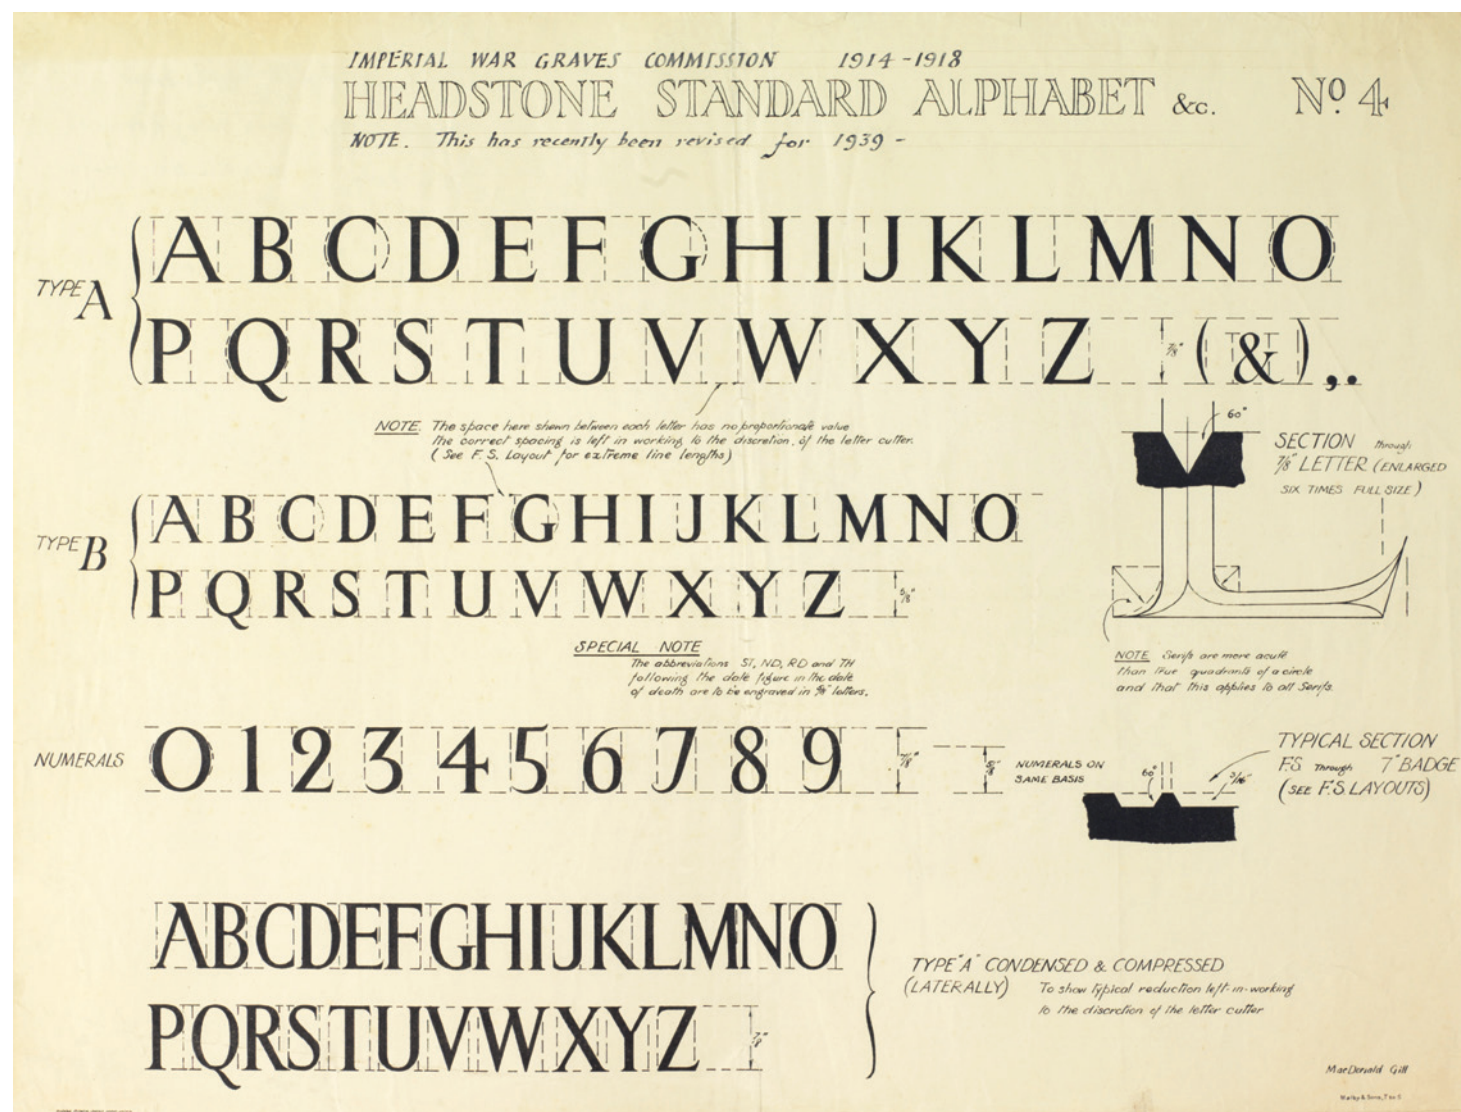 IMPERIAL WAR GRAVES COMMISSION 1914-1918
HEADSTONE STANDARD ALPHABET &c. Nº 4
NOTE. This has recently been revised for 1939 -
TYPE A
ABCDEFGHIJKLMNO
PQRSTUVWXYZ (&),.
7/8"
NOTE. The space here shewn between each letter has no proportionate value
the correct spacing is left in working to the discretion, of the letter cutter.
(See F.S. Layout for extreme line lengths)
60°
SECTION through
7/8" LETTER (ENLARGED
SIX TIMES FULL SIZE)
TYPE B
ABCDEFGHIJKLMNO
PQRSTUVWXYZ
5/8"
NOTE Serifs are more acute
than true quadrants of a circle
and that this applies to all Serifs.
SPECIAL NOTE
The abbreviations ST, ND, RD and TH
following the date figure in the date
of death are to be engraved in letters.
NUMERALS
0123456789
7/8"
5/8"
NUMERALS ON
SAME BASIS
60°
3/16"
TYPICAL SECTION
F.S. Through 7" BADGE
(SEE F.S. LAYOUTS)
ABCDEFGHIJKLMNO
PQRSTUVWXYZ
7/8"
TYPE "A" CONDENSED & COMPRESSED
(LATERALLY) To show typical reduction left-in-working
to the discretion of the letter cutter
MacDonald Gill